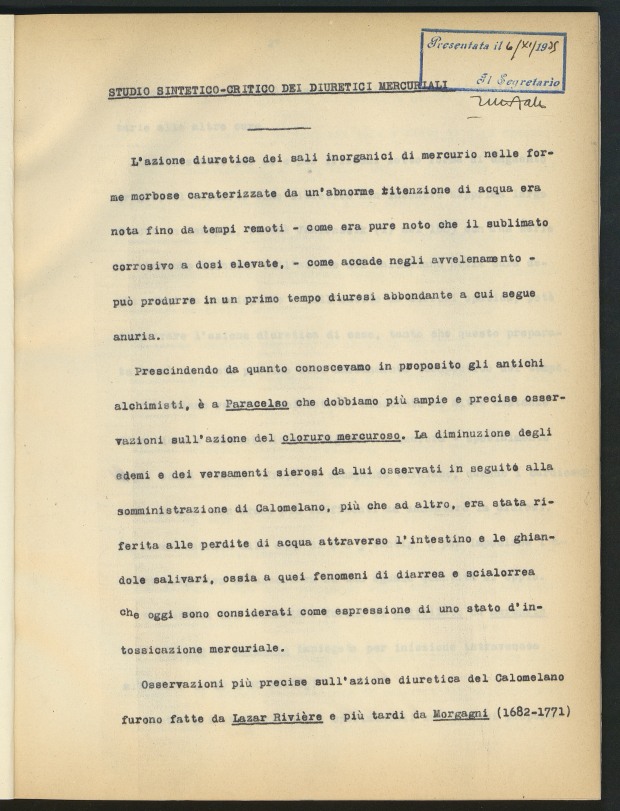 Presentata il 6/XI/1935
Il Segretario
STUDIO SINTETICO-CRITICO DEI DIURETICI MERCURIALI
L'azione diuretica dei sali inorganici di mercurio nelle for-
me morbose caraterizzate da un'abnorme ritenzione di acqua era
nota fino da tempi remoti - come era pure noto che il sublimato
corrosivo a dosi elevate, - come accade negli avvelenamento -
può produrre in un primo tempo diuresi abbondante a cui segue
anuria.
Prescindendo da quanto conoscevamo in proposito gli antichi
alchimisti, è a Paracelso che dobbiamo più ampie e precise osser-
vazioni sull'azione del cloruro mercuroso. La diminuzione degli
edemi e dei versamenti sierosi da lui osservati in seguito alla
somministrazione di Calomelano, più che ad altro, era stata ri-
ferita alle perdite di acqua attraverso l'intestino e le ghian-
dole salivari, ossia a quei fenomeni di diarrea e scialorrea
che oggi sono considerati come espressione di uno stato d'in-
tossicazione mercuriale.
Osservazioni più precise sull'azione diuretica del Calomelano
furono fatte da Lazar Rivière e più tardi da Morgagni (1682-1771)